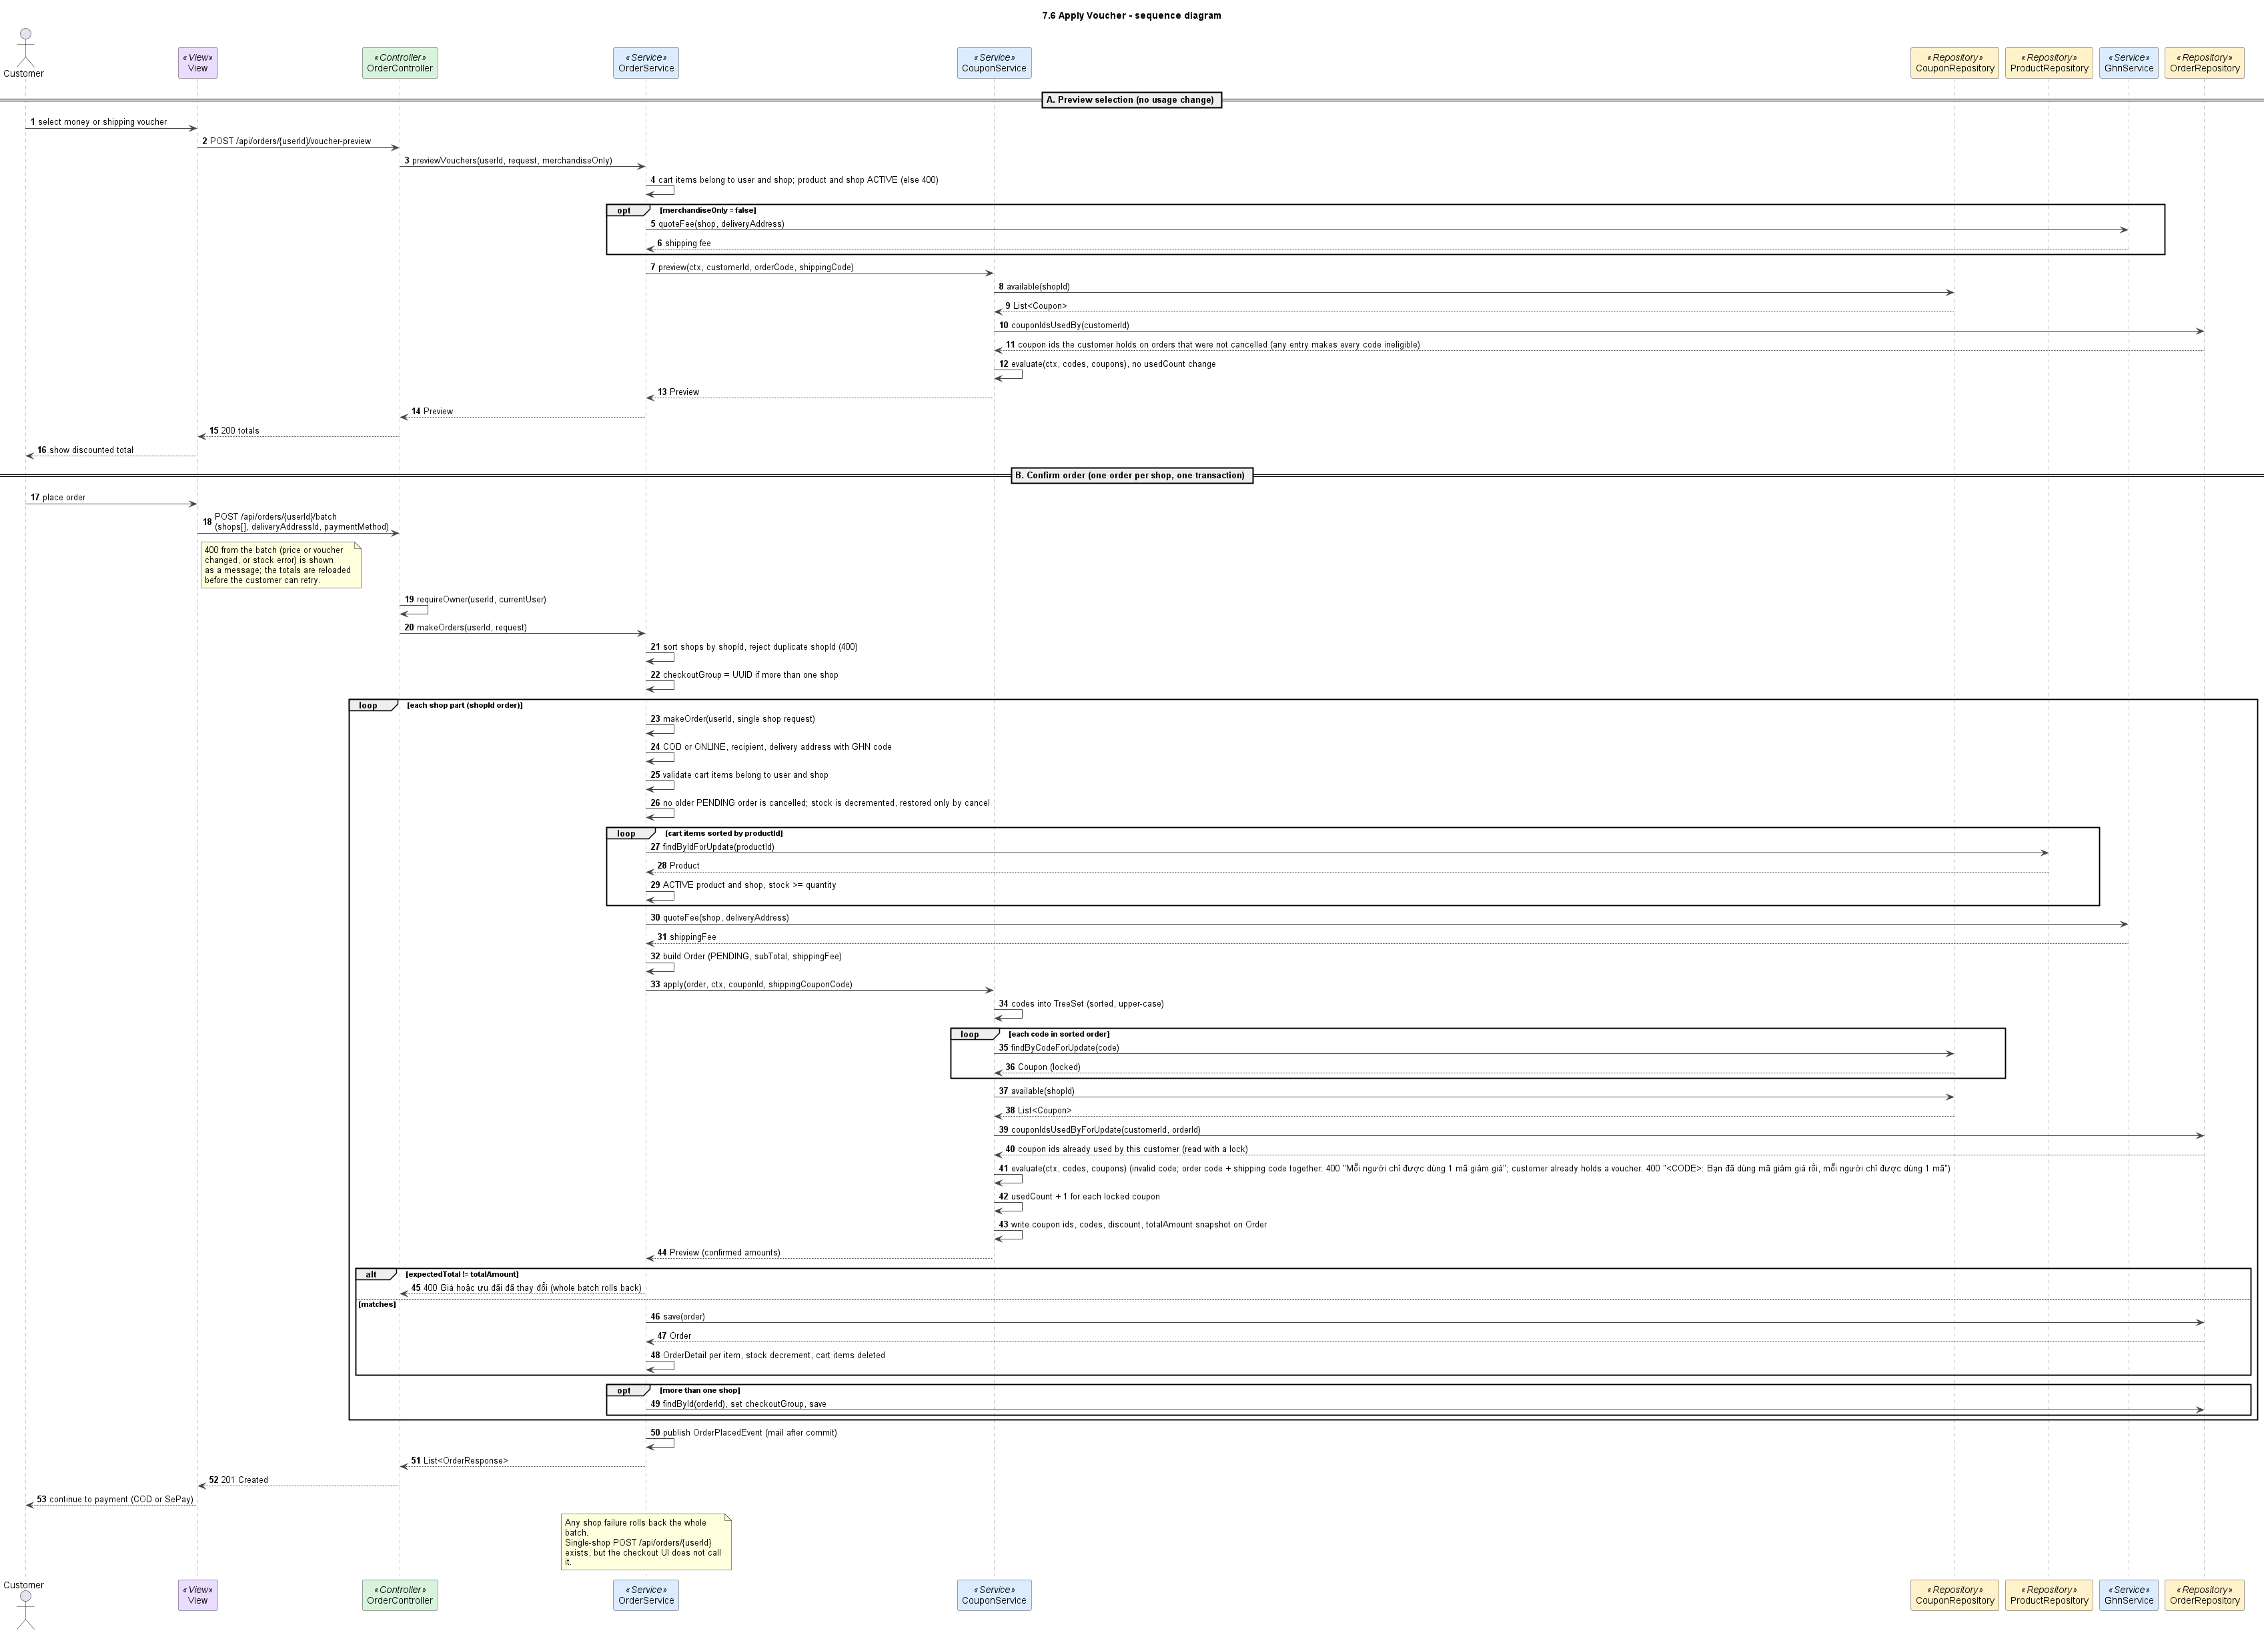 7.6 Apply Voucher - sequence diagram
Customer
«View»
View
«Controller»
OrderController
«Service»
OrderService
«Service»
CouponService
«Repository»
CouponRepository
«Repository»
ProductRepository
«Service»
GhnService
«Repository»
OrderRepository
A. Preview selection (no usage change)
1 select money or shipping voucher
2 POST /api/orders/{userId}/voucher-preview
3 previewVouchers(userId, request, merchandiseOnly)
4 cart items belong to user and shop; product and shop ACTIVE (else 400)
opt [merchandiseOnly = false]
5 quoteFee(shop, deliveryAddress)
6 shipping fee
7 preview(ctx, customerId, orderCode, shippingCode)
8 available(shopId)
9 List<Coupon>
10 couponIdsUsedBy(customerId)
11 coupon ids the customer holds on orders that were not cancelled (any entry makes every code ineligible)
12 evaluate(ctx, codes, coupons), no usedCount change
13 Preview
14 Preview
15 200 totals
16 show discounted total
B. Confirm order (one order per shop, one transaction)
17 place order
18 POST /api/orders/{userId}/batch
(shops[], deliveryAddressId, paymentMethod)
400 from the batch (price or voucher
changed, or stock error) is shown
as a message; the totals are reloaded
before the customer can retry.
19 requireOwner(userId, currentUser)
20 makeOrders(userId, request)
21 sort shops by shopId, reject duplicate shopId (400)
22 checkoutGroup = UUID if more than one shop
loop [each shop part (shopId order)]
23 makeOrder(userId, single shop request)
24 COD or ONLINE, recipient, delivery address with GHN code
25 validate cart items belong to user and shop
26 no older PENDING order is cancelled; stock is decremented, restored only by cancel
loop [cart items sorted by productId]
27 findByIdForUpdate(productId)
28 Product
29 ACTIVE product and shop, stock >= quantity
30 quoteFee(shop, deliveryAddress)
31 shippingFee
32 build Order (PENDING, subTotal, shippingFee)
33 apply(order, ctx, couponId, shippingCouponCode)
34 codes into TreeSet (sorted, upper-case)
loop [each code in sorted order]
35 findByCodeForUpdate(code)
36 Coupon (locked)
37 available(shopId)
38 List<Coupon>
39 couponIdsUsedByForUpdate(customerId, orderId)
40 coupon ids already used by this customer (read with a lock)
41 evaluate(ctx, codes, coupons) (invalid code; order code + shipping code together: 400 "Mỗi người chỉ được dùng 1 mã giảm giá"; customer already holds a voucher: 400 "<CODE>: Bạn đã dùng mã giảm giá rồi, mỗi người chỉ được dùng 1 mã")
42 usedCount + 1 for each locked coupon
43 write coupon ids, codes, discount, totalAmount snapshot on Order
44 Preview (confirmed amounts)
alt [expectedTotal != totalAmount]
45 400 Giá hoặc ưu đãi đã thay đổi (whole batch rolls back)
[matches]
46 save(order)
47 Order
48 OrderDetail per item, stock decrement, cart items deleted
opt [more than one shop]
49 findById(orderId), set checkoutGroup, save
50 publish OrderPlacedEvent (mail after commit)
51 List<OrderResponse>
52 201 Created
53 continue to payment (COD or SePay)
Any shop failure rolls back the whole
batch.
Single-shop POST /api/orders/{userId}
exists, but the checkout UI does not call
it.
Customer
«View»
View
«Controller»
OrderController
«Service»
OrderService
«Service»
CouponService
«Repository»
CouponRepository
«Repository»
ProductRepository
«Service»
GhnService
«Repository»
OrderRepository